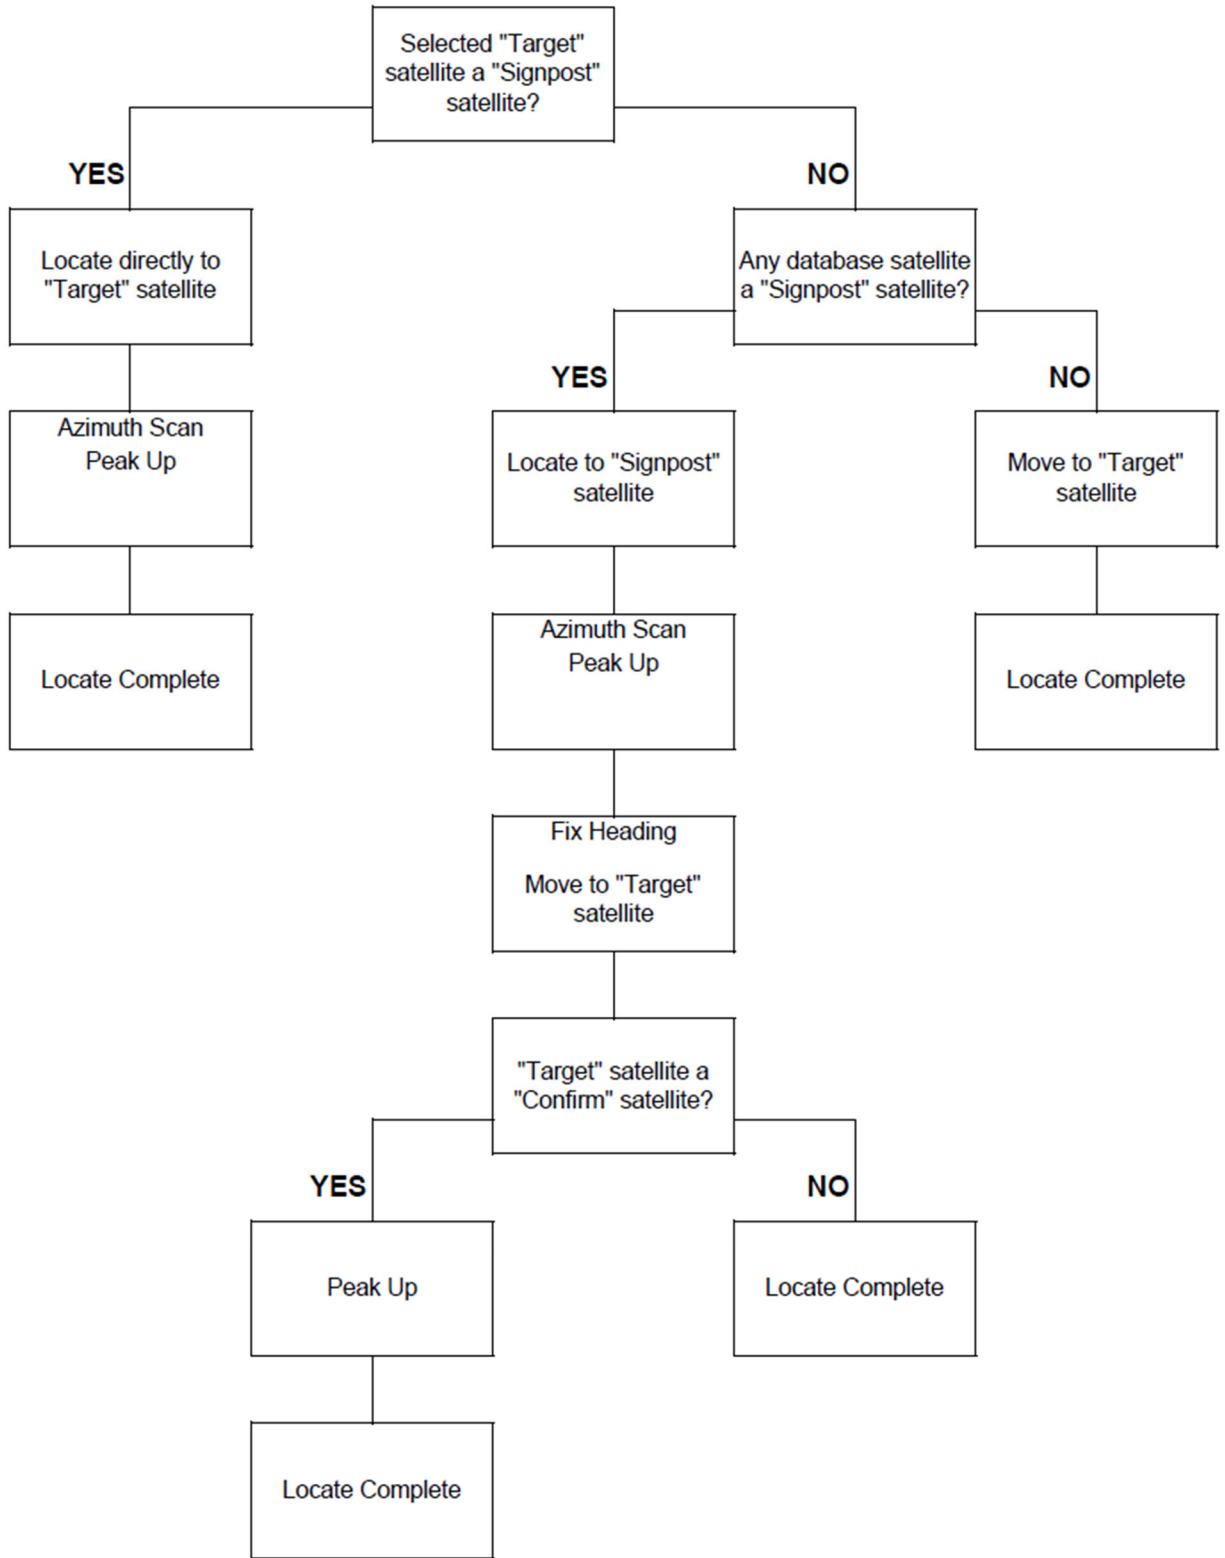 Selected "Target"
satellite a "Signpost"
satellite?
YES
NO
Locate directly to
"Target" satellite
Any database satellite
a "Signpost" satellite?
YES
NO
Azimuth Scan
Peak Up
Locate to "Signpost"
satellite
Move to "Target"
satellite
Locate Complete
Azimuth Scan
Peak Up
Locate Complete
Fix Heading
Move to "Target"
satellite
"Target" satellite a
"Confirm" satellite?
YES
NO
Peak Up
Locate Complete
Locate Complete